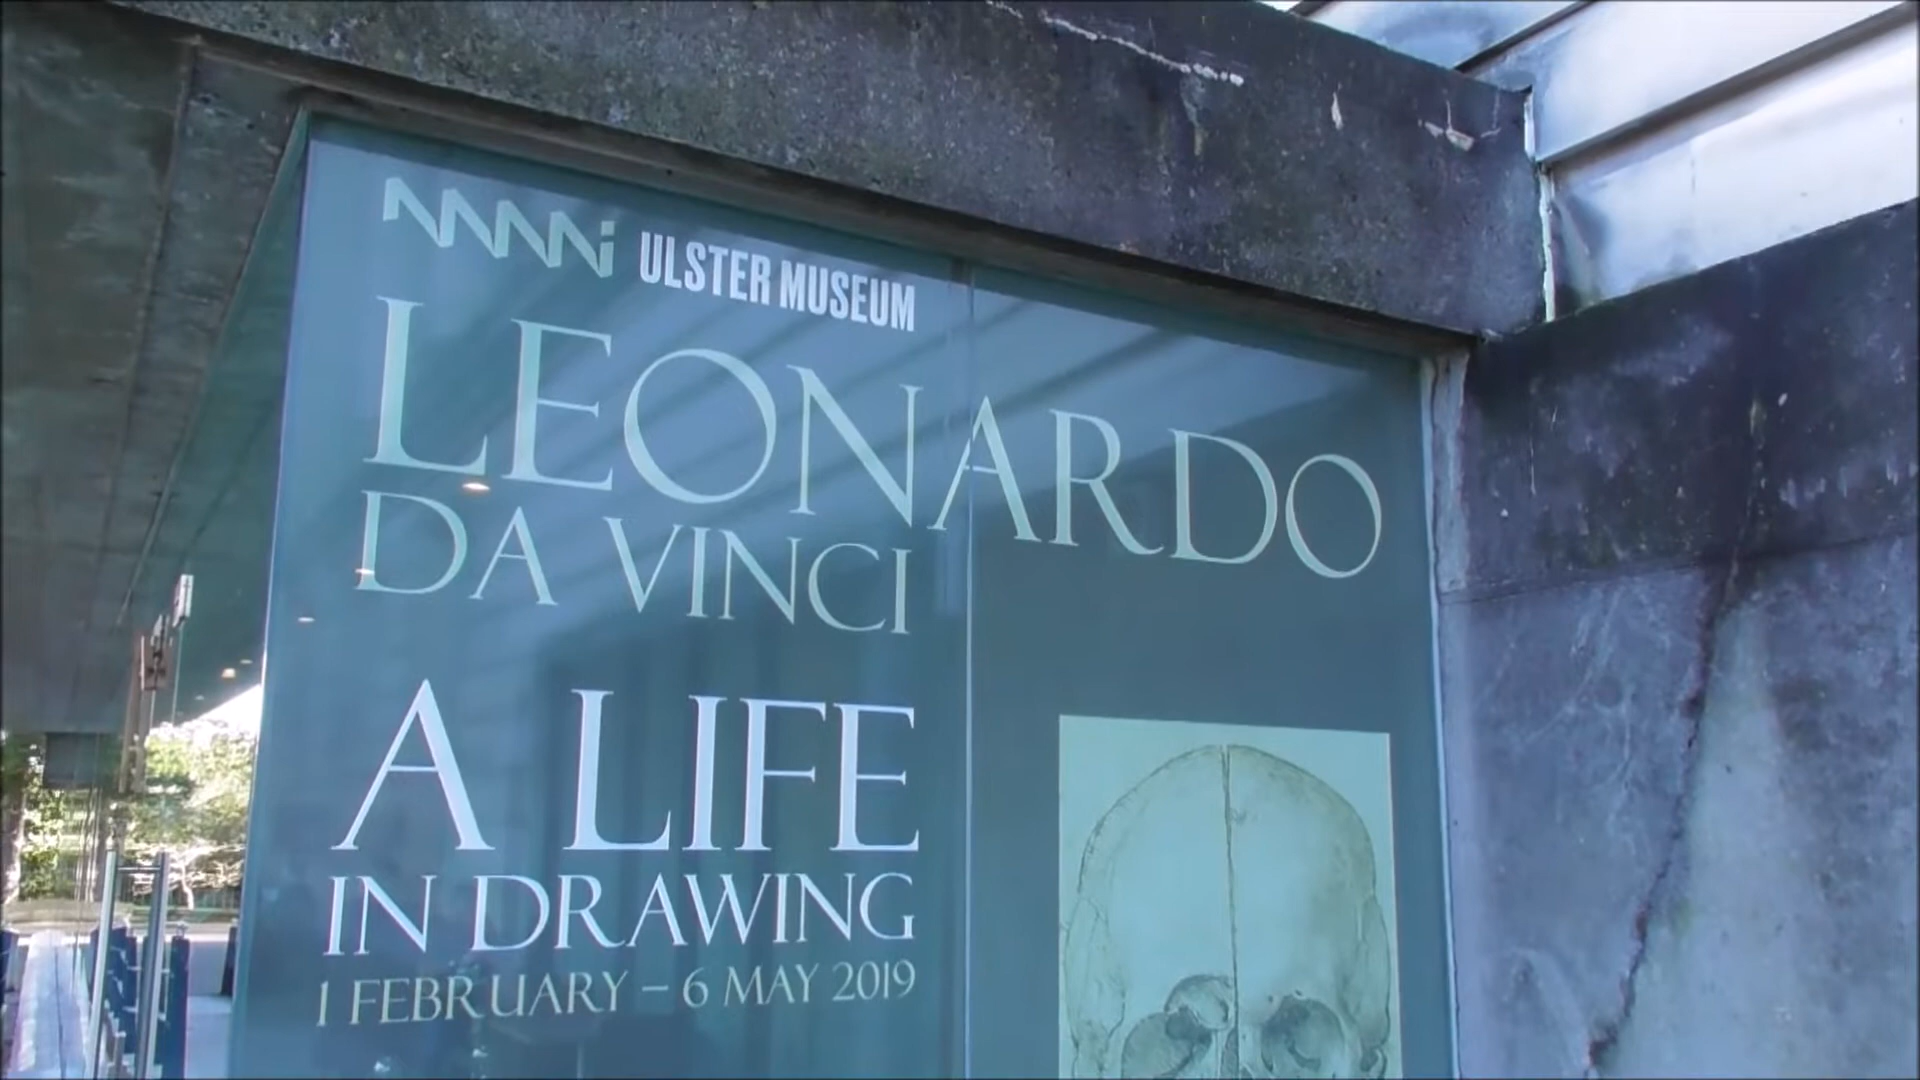 NMNi ULSTER MUSEUM
LEONARDO
DA VINCI
A LIFE
IN DRAWING
1 FEBRUARY – 6 MAY 2019